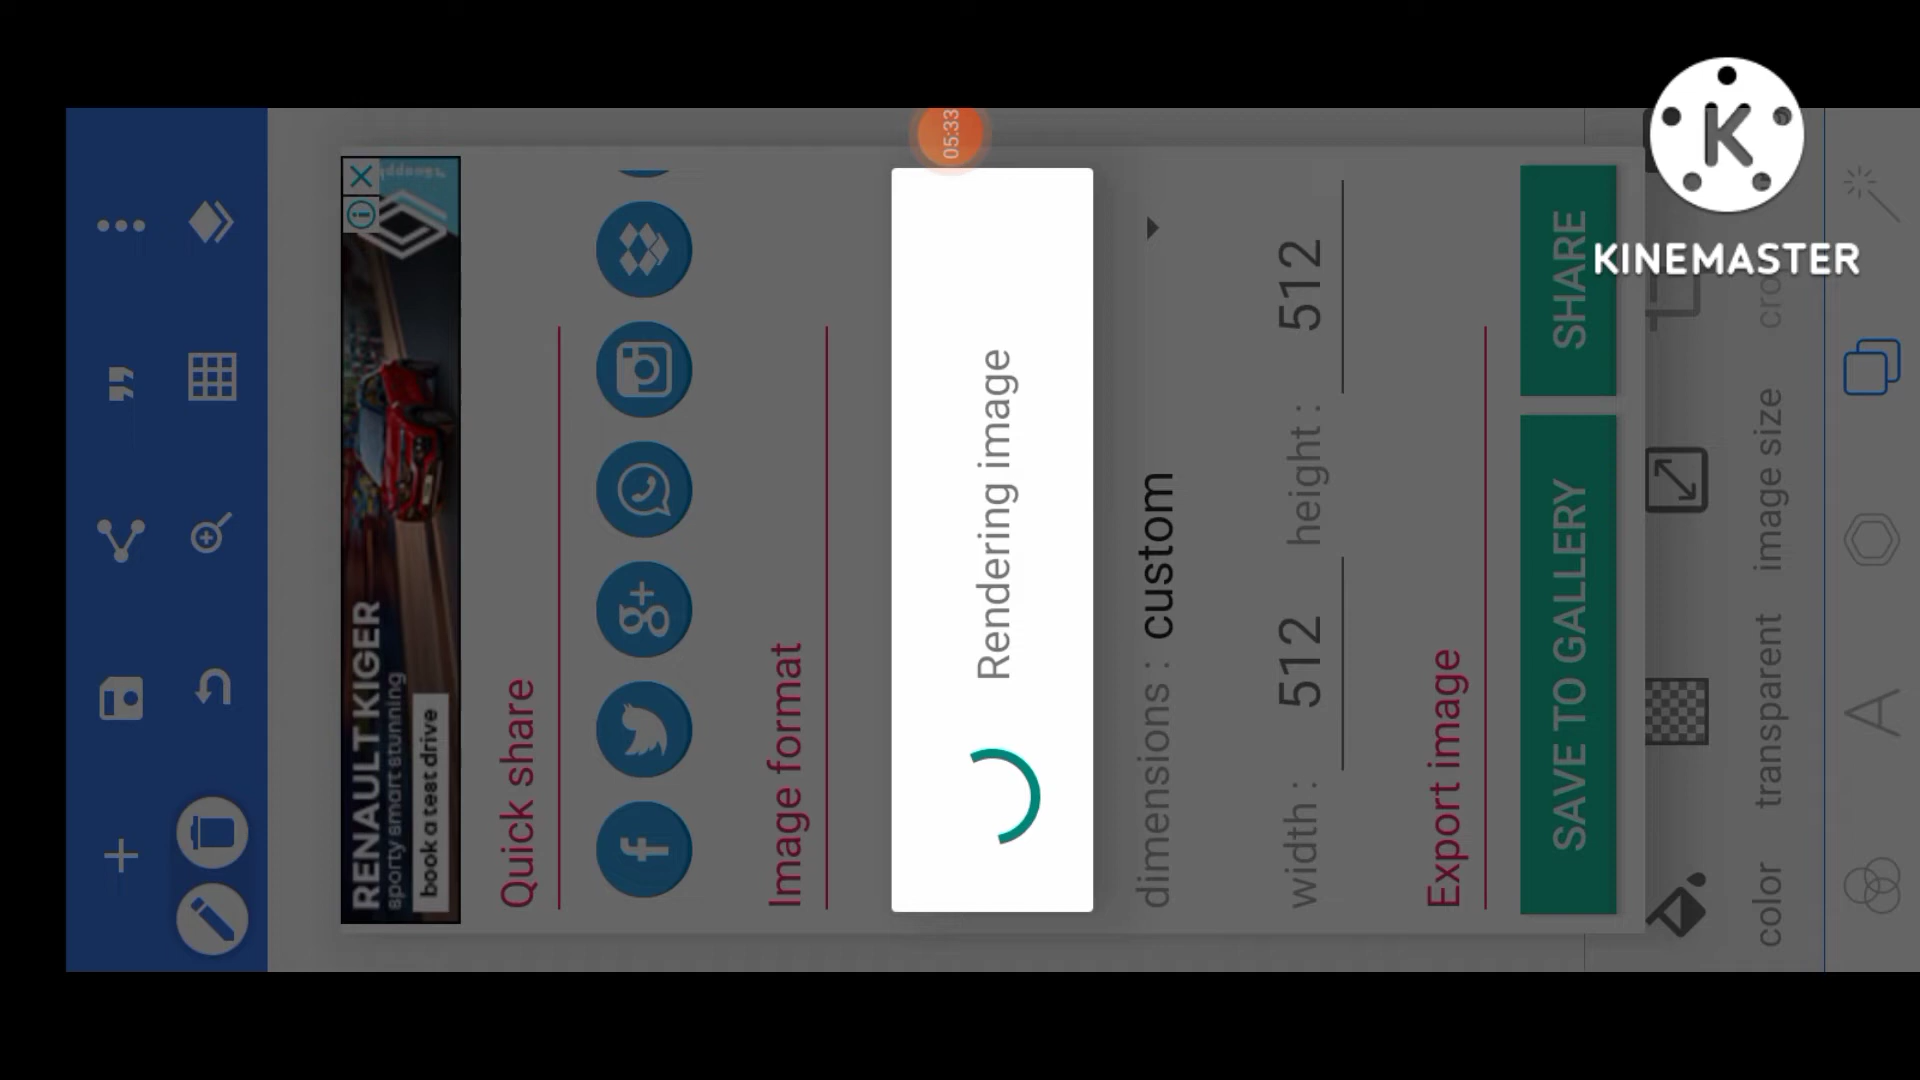 05:33
KINEMASTER
RENAULT KIGER
sporty smart stunning
book a test drive
Quick share
Image format
Rendering image
dimensions : custom
width : 512 height : 512
Export image
SAVE TO GALLERY SHARE
color transparent image size cro